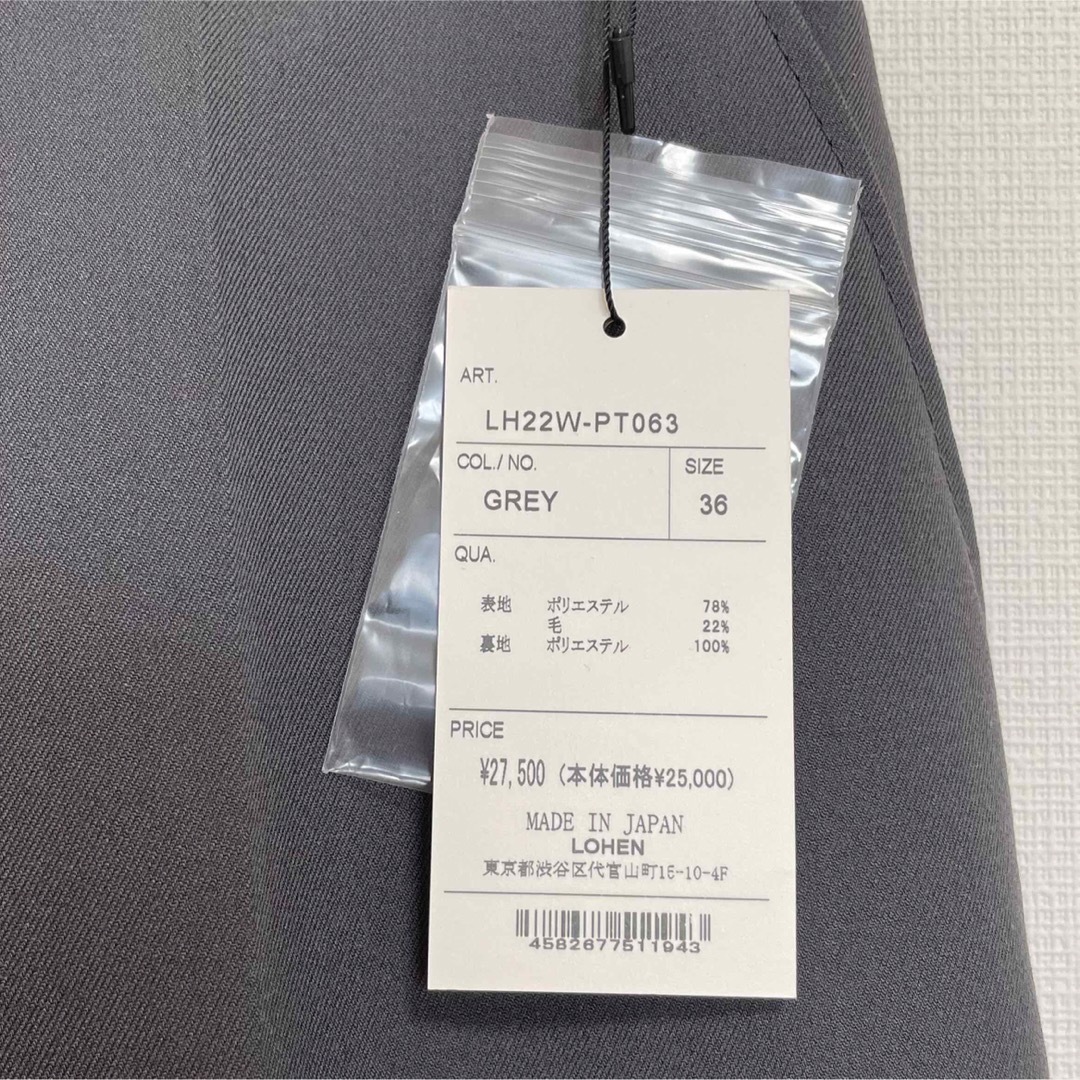 ART.
LH22W-PT063
COL./NO.
SIZE
GREY
36
QUA.
表地 ポリエステル 78%
毛 22%
裏地 ポリエステル 100%
PRICE
¥27,500 (本体価格¥25,000)
MADE IN JAPAN
LOHEN
東京都渋谷区代官山町15-10-4F
4582677511943